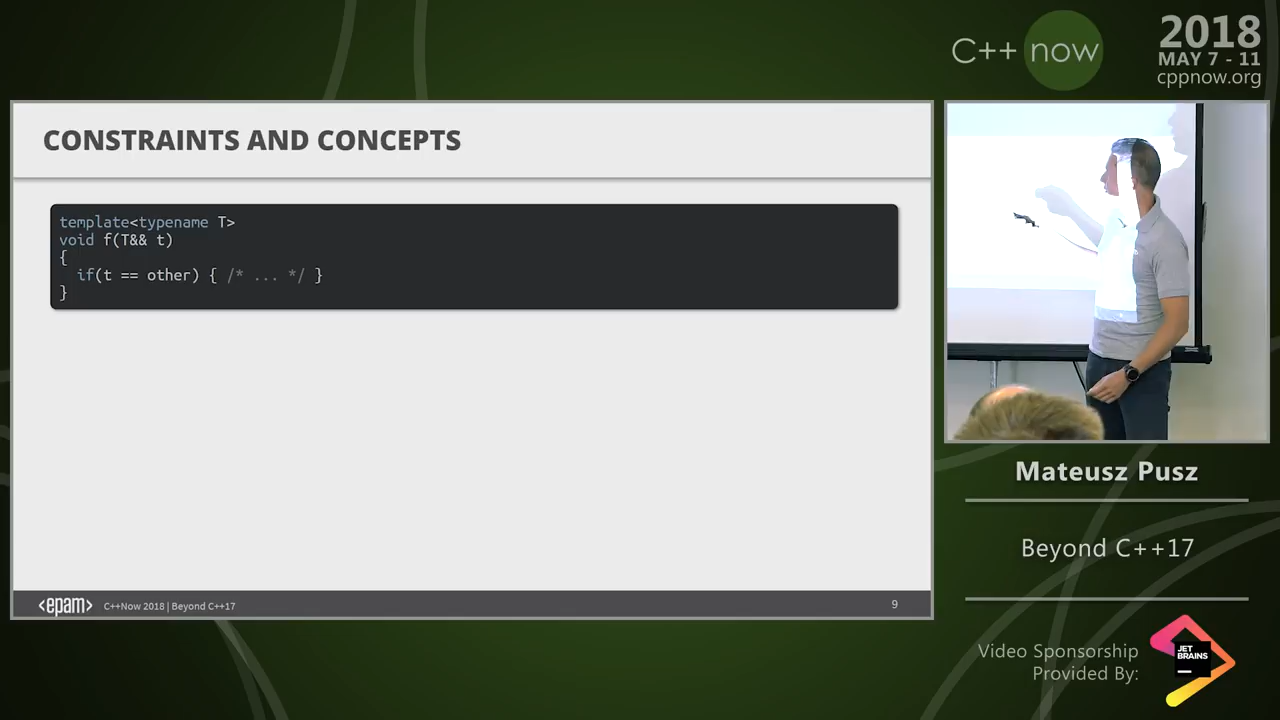 C++ now
2018
MAY 7 - 11
cppnow.org
CONSTRAINTS AND CONCEPTS
template<typename T>
void f(T&& t)
{
  if(t == other) { /* ... */ }
}
<epam>
C++Now 2018 | Beyond C++17
9
Mateusz Pusz
Beyond C++17
Video Sponsorship
Provided By:
JET
BRAINS